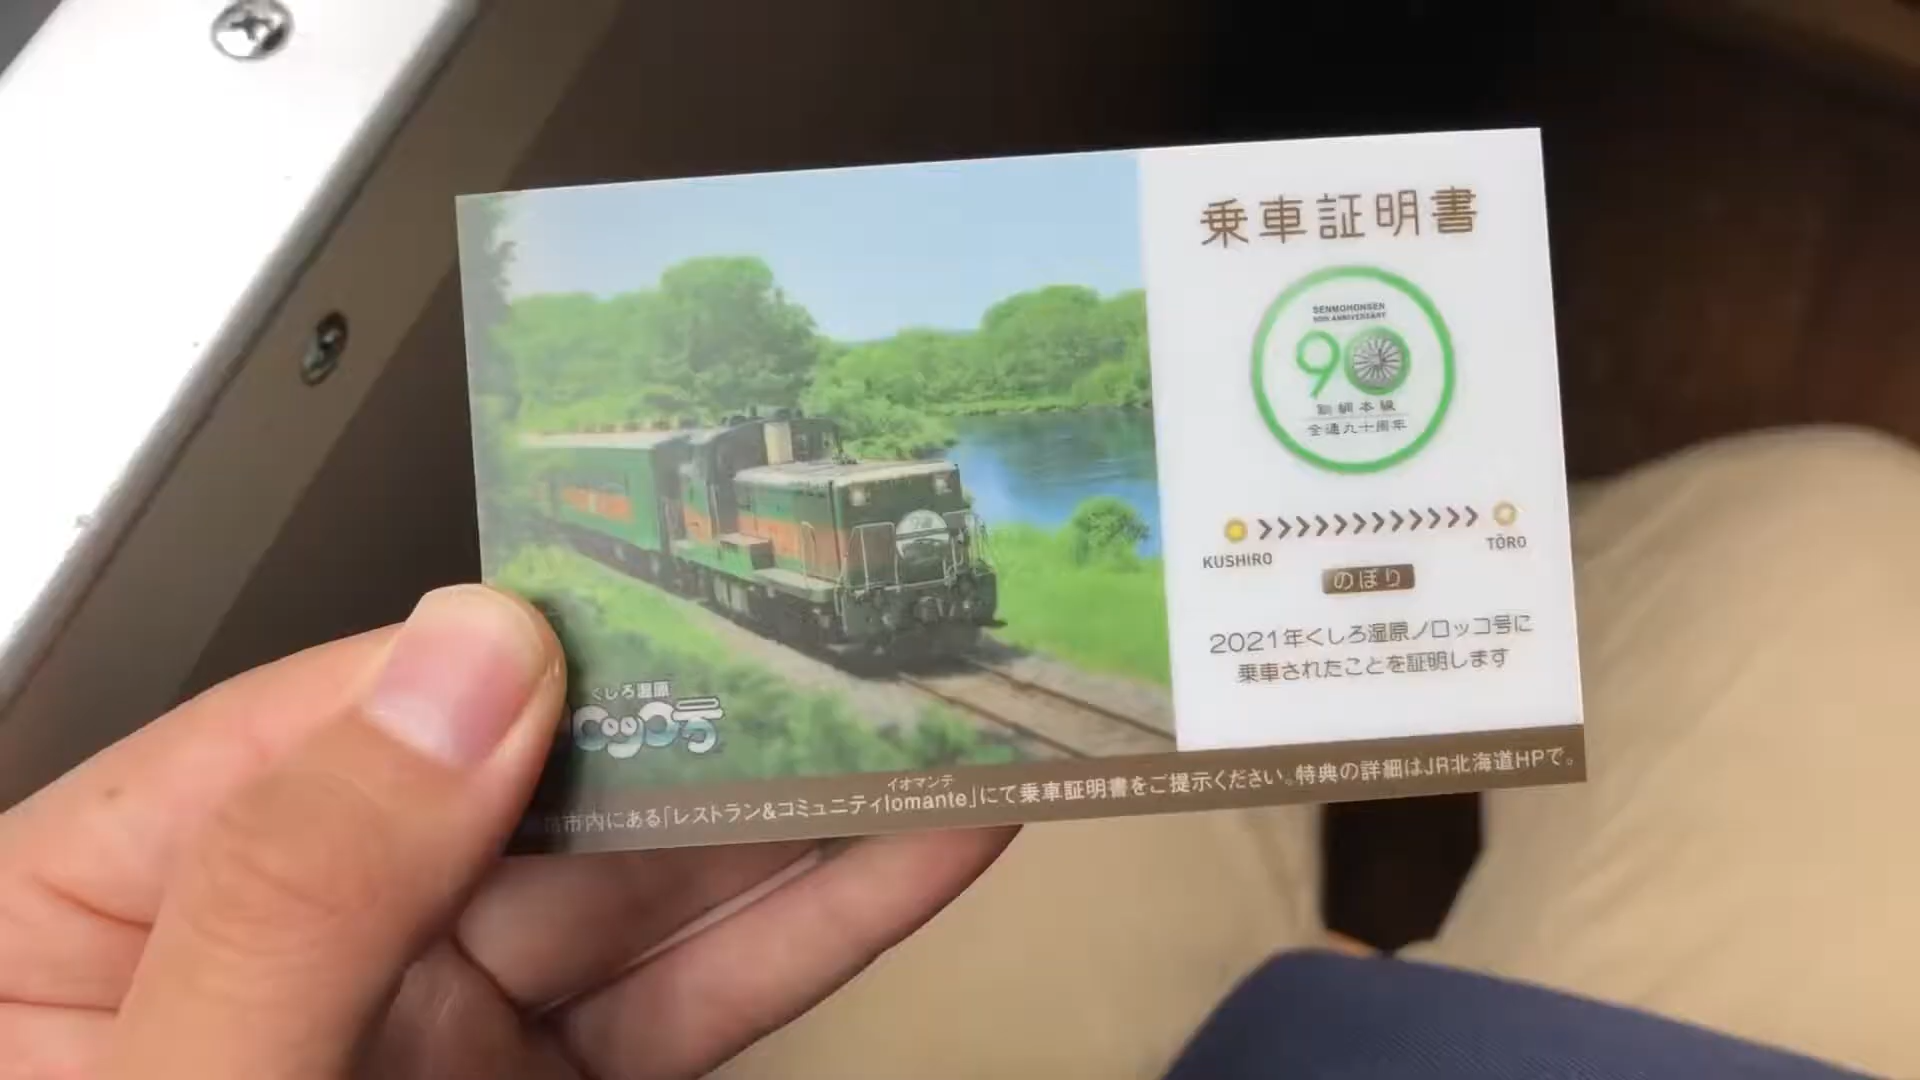 乗車証明書
SENMOHONSEN
90TH ANNIVERSARY
90
釧網本線
全通九十周年
KUSHIRO
TŌRO
のぼり
2021年くしろ湿原ノロッコ号に
乗車されたことを証明します
くしろ湿原
ロッコ号
イオマンテ
市内にある「レストラン&コミュニティIomante」にて乗車証明書をご提示ください。特典の詳細はJR北海道HPで。